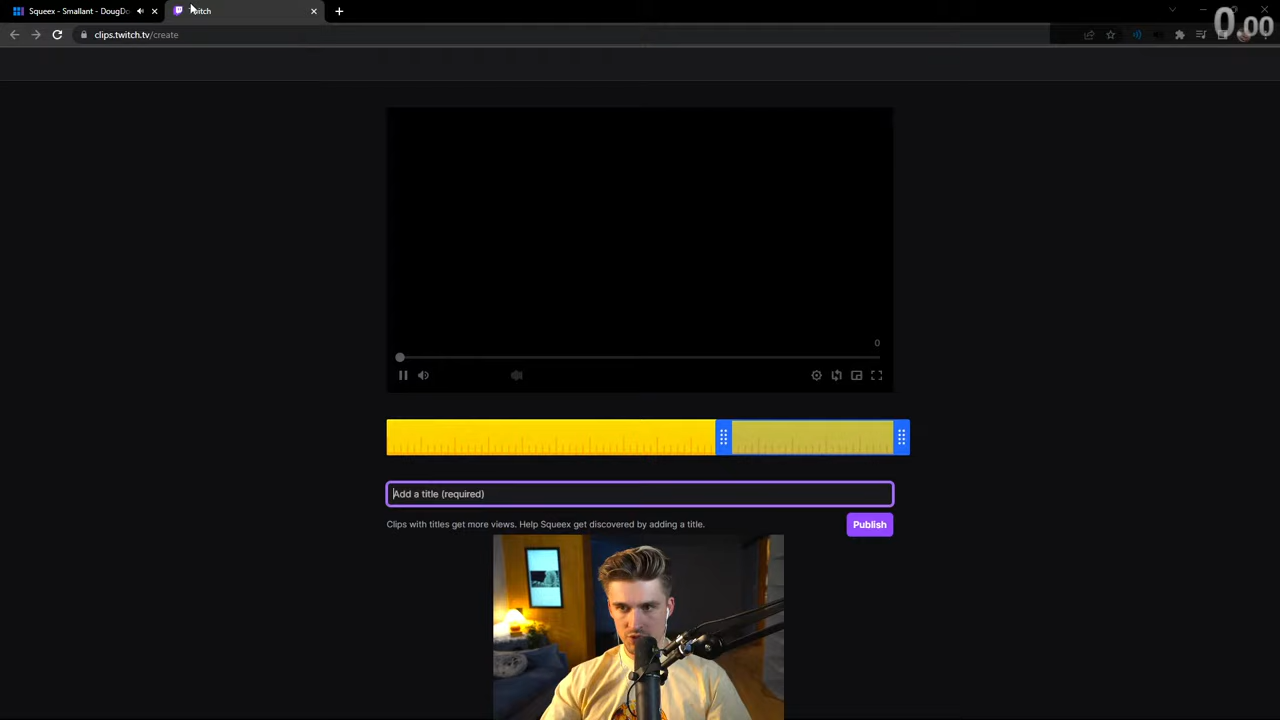 Squeex - Smallant - DougDo
Twitch
0.00
clips.twitch.tv/create
0
Add a title (required)
Clips with titles get more views. Help Squeex get discovered by adding a title.
Publish